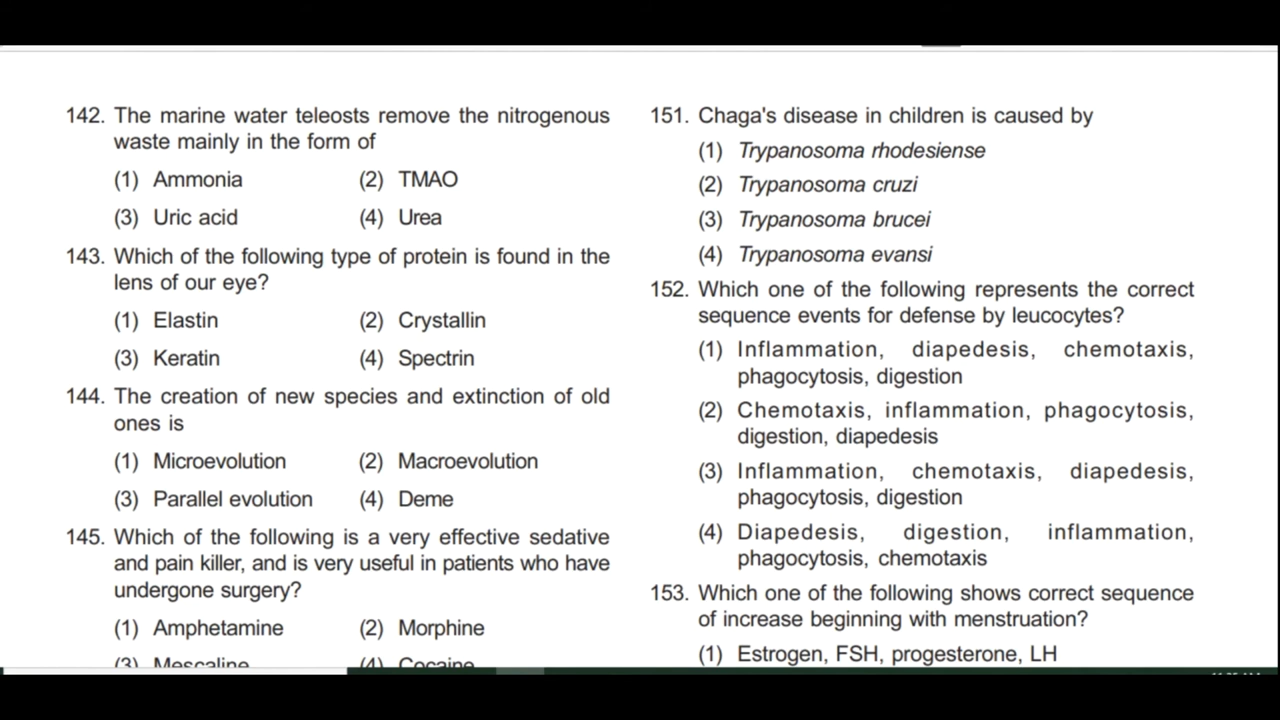 142. The marine water teleosts remove the nitrogenous
waste mainly in the form of
(1) Ammonia (2) TMAO
(3) Uric acid (4) Urea
143. Which of the following type of protein is found in the
lens of our eye?
(1) Elastin (2) Crystallin
(3) Keratin (4) Spectrin
144. The creation of new species and extinction of old
ones is
(1) Microevolution (2) Macroevolution
(3) Parallel evolution (4) Deme
145. Which of the following is a very effective sedative
and pain killer, and is very useful in patients who have
undergone surgery?
(1) Amphetamine (2) Morphine
(3) Mescaline (4) Cocaine
151. Chaga's disease in children is caused by
(1) Trypanosoma rhodesiense
(2) Trypanosoma cruzi
(3) Trypanosoma brucei
(4) Trypanosoma evansi
152. Which one of the following represents the correct
sequence events for defense by leucocytes?
(1) Inflammation, diapedesis, chemotaxis,
phagocytosis, digestion
(2) Chemotaxis, inflammation, phagocytosis,
digestion, diapedesis
(3) Inflammation, chemotaxis, diapedesis,
phagocytosis, digestion
(4) Diapedesis, digestion, inflammation,
phagocytosis, chemotaxis
153. Which one of the following shows correct sequence
of increase beginning with menstruation?
(1) Estrogen, FSH, progesterone, LH